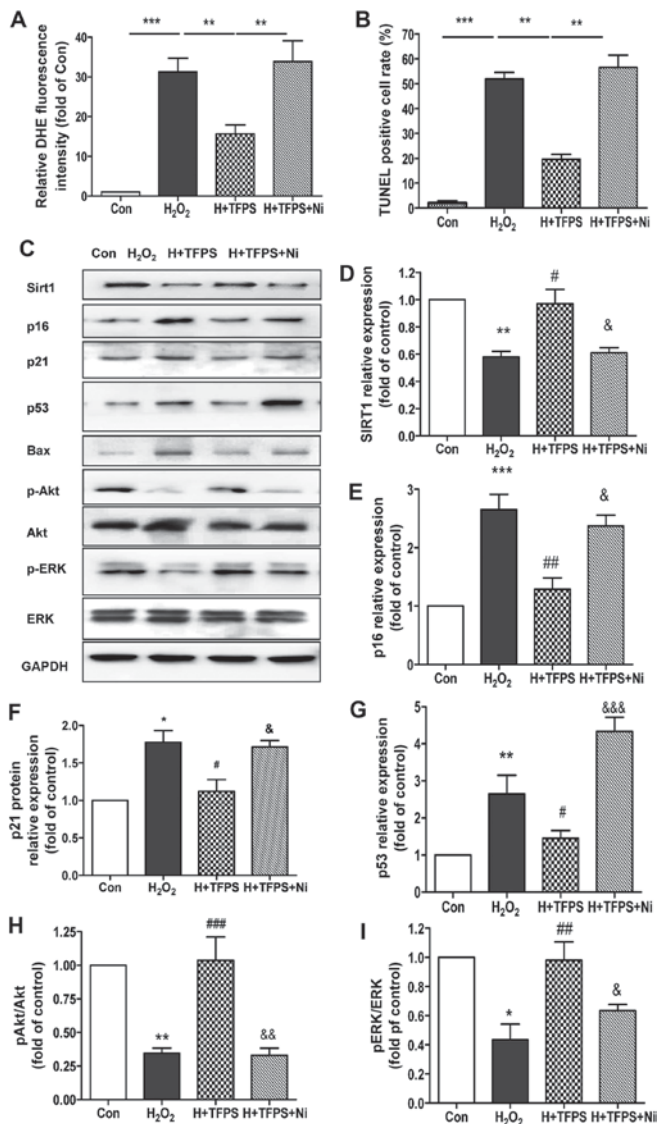 A
*** ** **
Relative DHE fluorescence
intensity (fold of Con)
40
30
20
10
0
Con H₂O₂ H+TFPS H+TFPS+Ni
B
*** ** **
TUNEL positive cell rate (%)
70
60
50
40
30
20
10
0
Con H₂O₂ H+TFPS H+TFPS+Ni
C
Con H₂O₂ H+TFPS H+TFPS+Ni
Sirt1
p16
p21
p53
Bax
p-Akt
Akt
p-ERK
ERK
GAPDH
D
SIRT1 relative expression
(fold of control)
1.2
1.0
0.8
0.6
0.4
0.2
0.0
** # &
Con H₂O₂ H+TFPS H+TFPS+Ni
E
p16 relative expression
(fold of control)
3
2
1
0
*** ## &
Con H₂O₂ H+TFPS H+TFPS+Ni
F
p21 protein
relative expression
(fold of control)
2.0
1.5
1.0
0.5
0.0
* # &
Con H₂O₂ H+TFPS H+TFPS+Ni
G
p53 relative expression
(fold of control)
5
4
3
2
1
0
** # &&&
Con H₂O₂ H+TFPS H+TFPS+Ni
H
pAkt/Akt
(fold of control)
1.25
1.00
0.75
0.50
0.25
0.00
** ### &&
Con H₂O₂ H+TFPS H+TFPS+Ni
I
pERK/ERK
(fold pf control)
1.2
1.0
0.8
0.6
0.4
0.2
0.0
* ## &
Con H₂O₂ H+TFPS H+TFPS+Ni